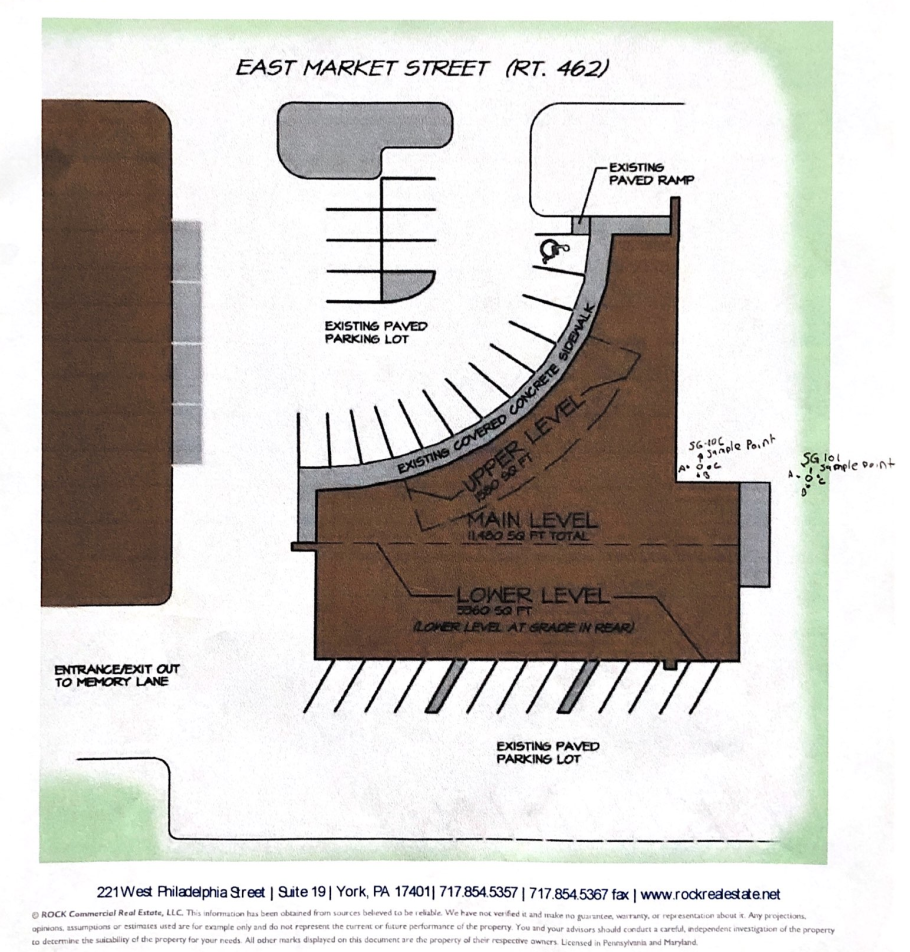 EAST MARKET STREET (RT. 462)
EXISTING
PAVED RAMP
EXISTING PAVED
PARKING LOT
EXISTING COVERED CONCRETE SIDEWALK
UPPER LEVEL
1580 SQ FT
SG-10C
Sample Point
A C
B
SG 101
Sample Point
A C
B
MAIN LEVEL
11,480 SQ FT TOTAL
LOWER LEVEL
5360 SQ FT
(LOWER LEVEL AT GRADE IN REAR)
ENTRANCE/EXIT OUT
TO MEMORY LANE
EXISTING PAVED
PARKING LOT
221 West Philadelphia Street | Suite 19 | York, PA 17401 | 717.854.5357 | 717.854.5367 fax | www.rockrealestate.net
© ROCK Commercial Real Estate, LLC. This information has been obtained from sources believed to be reliable. We have not verified it and make no guarantee, warranty, or representation about it. Any projections,
opinions, assumptions or estimates used are for example only and do not represent the current or future performance of the property. You and your advisors should conduct a careful, independent investigation of the property
to determine the suitability of the property for your needs. All other marks displayed on this document are the property of their respective owners. Licensed in Pennsylvania and Maryland.